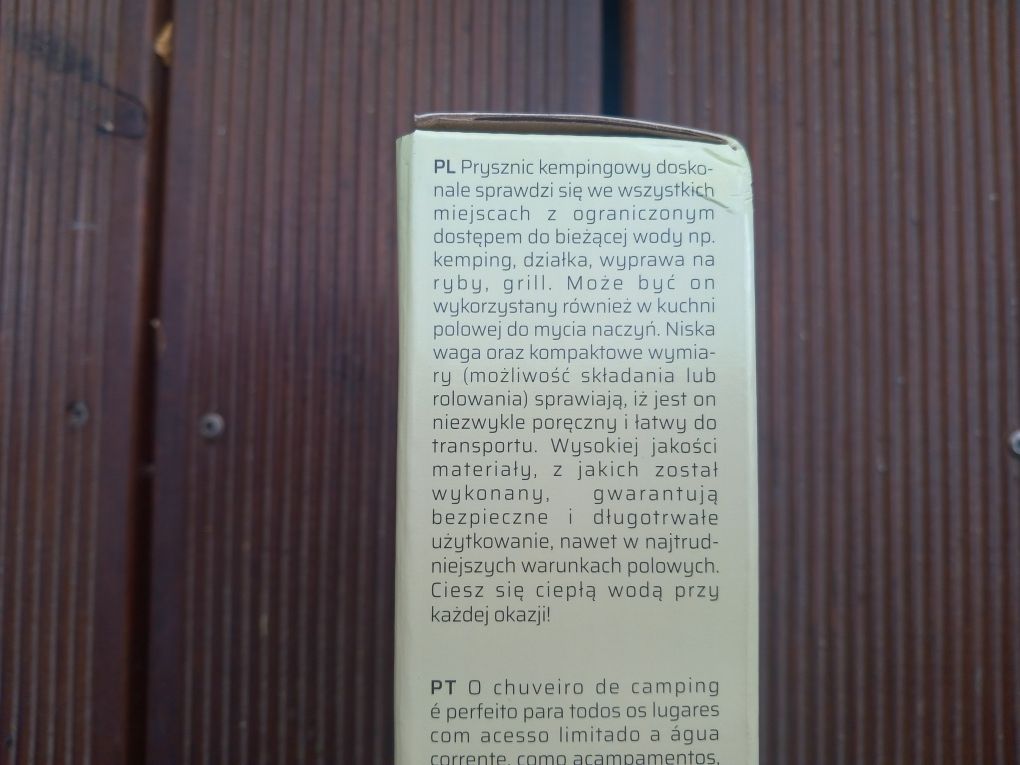 PL Prysznic kempingowy dosko-
nale sprawdzi się we wszystkich
miejscach z ograniczonym
dostępem do bieżącej wody np.
kemping, działka, wyprawa na
ryby, grill. Może być on
wykorzystany również w kuchni
polowej do mycia naczyń. Niska
waga oraz kompaktowe wymia-
ry (możliwość składania lub
rolowania) sprawiają, iż jest on
niezwykle poręczny i łatwy do
transportu. Wysokiej jakości
materiały, z jakich został
wykonany, gwarantują
bezpieczne i długotrwałe
użytkowanie, nawet w najtrud-
niejszych warunkach polowych.
Ciesz się ciepłą wodą przy
każdej okazji!
PT O chuveiro de camping
é perfeito para todos os lugares
com acesso limitado a água
corrente, como acampamentos,